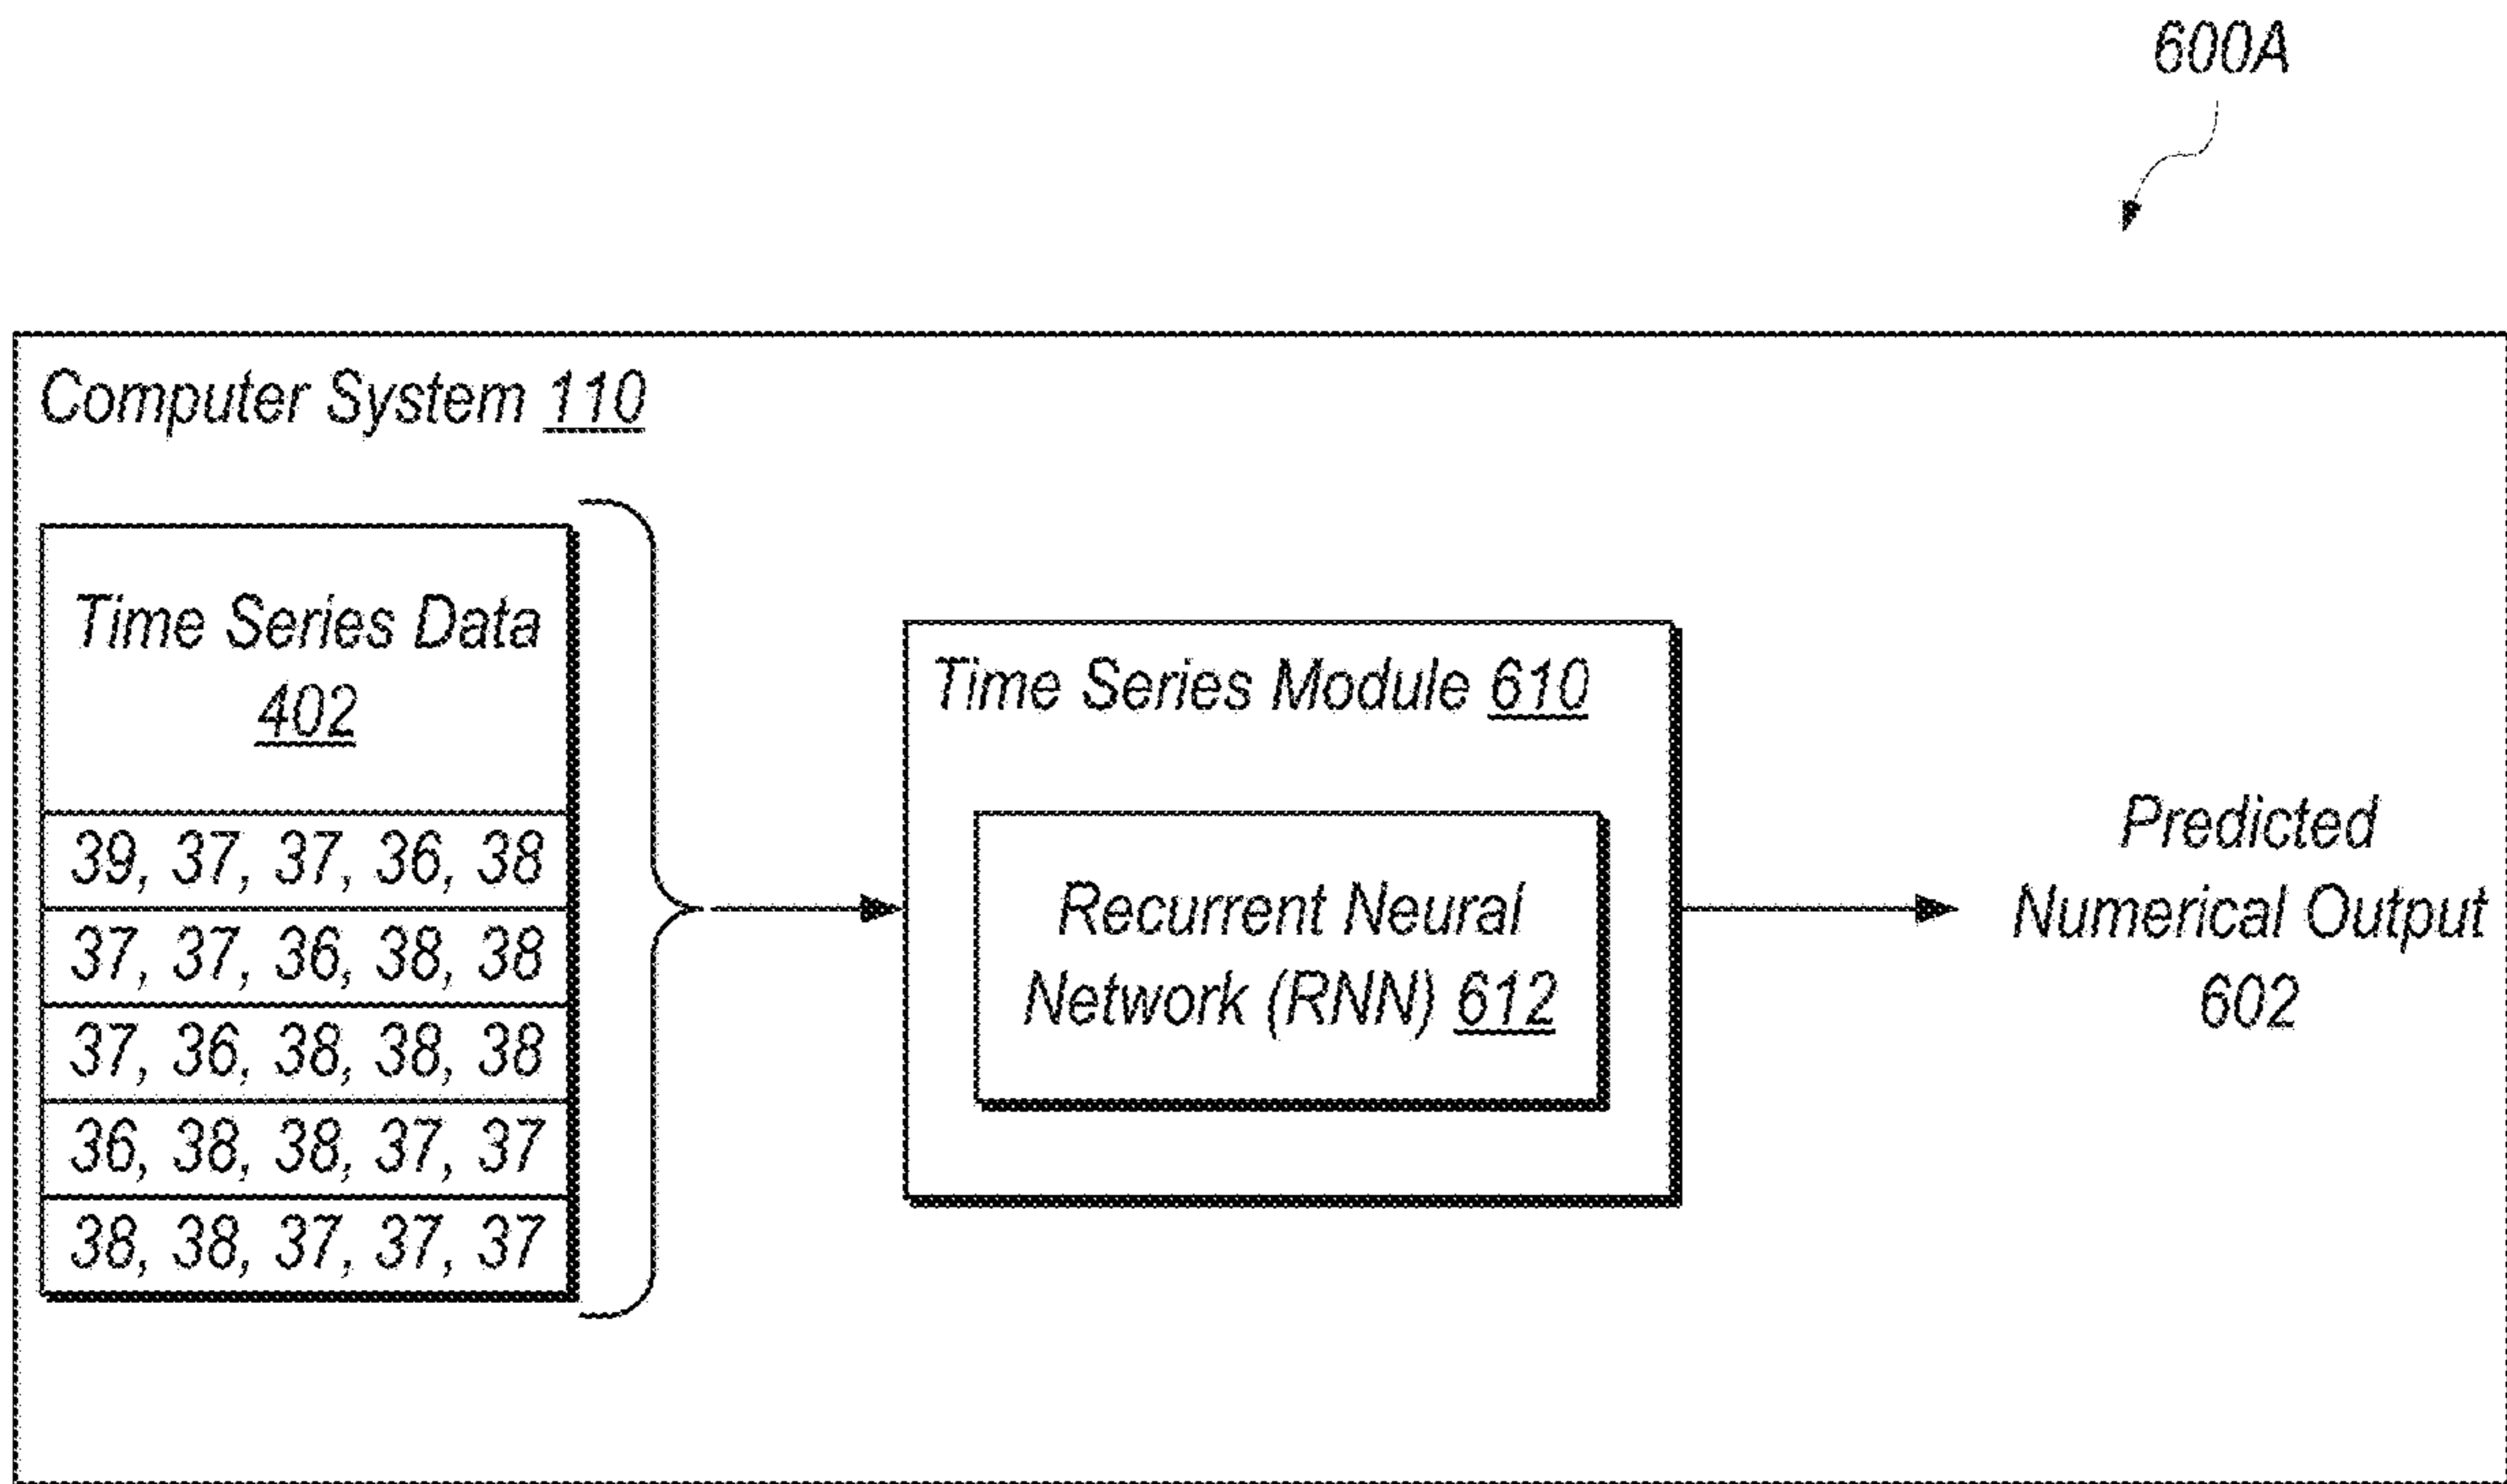 600A
Computer System 110
Time Series Data
402
39, 37, 37, 36, 38
37, 37, 36, 38, 38
37, 36, 38, 38, 38
36, 38, 38, 37, 37
38, 38, 37, 37, 37
Time Series Module 610
Recurrent Neural
Network (RNN) 612
Predicted
Numerical Output
602